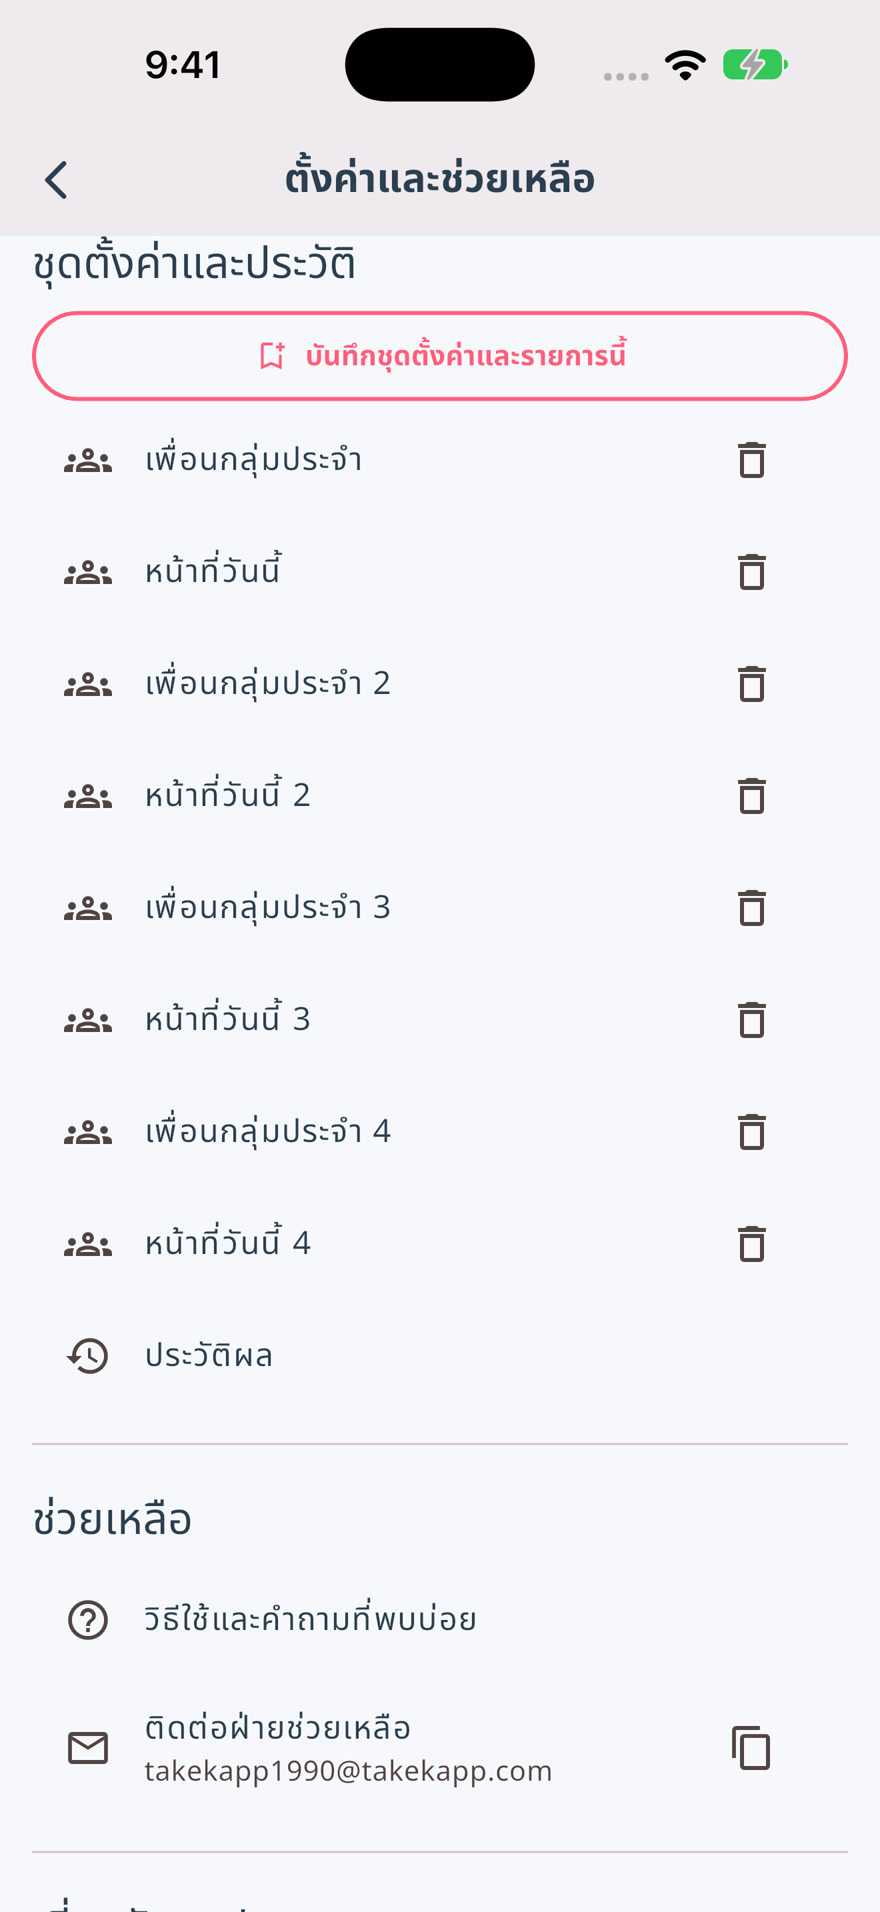 9:41
ตั้งค่าและช่วยเหลือ
ชุดตั้งค่าและประวัติ
บันทึกชุดตั้งค่าและรายการนี้
เพื่อนกลุ่มประจำ
หน้าที่วันนี้
เพื่อนกลุ่มประจำ 2
หน้าที่วันนี้ 2
เพื่อนกลุ่มประจำ 3
หน้าที่วันนี้ 3
เพื่อนกลุ่มประจำ 4
หน้าที่วันนี้ 4
ประวัติผล
ช่วยเหลือ
วิธีใช้และคำถามที่พบบ่อย
ติดต่อฝ่ายช่วยเหลือ
takekapp1990@takekapp.com